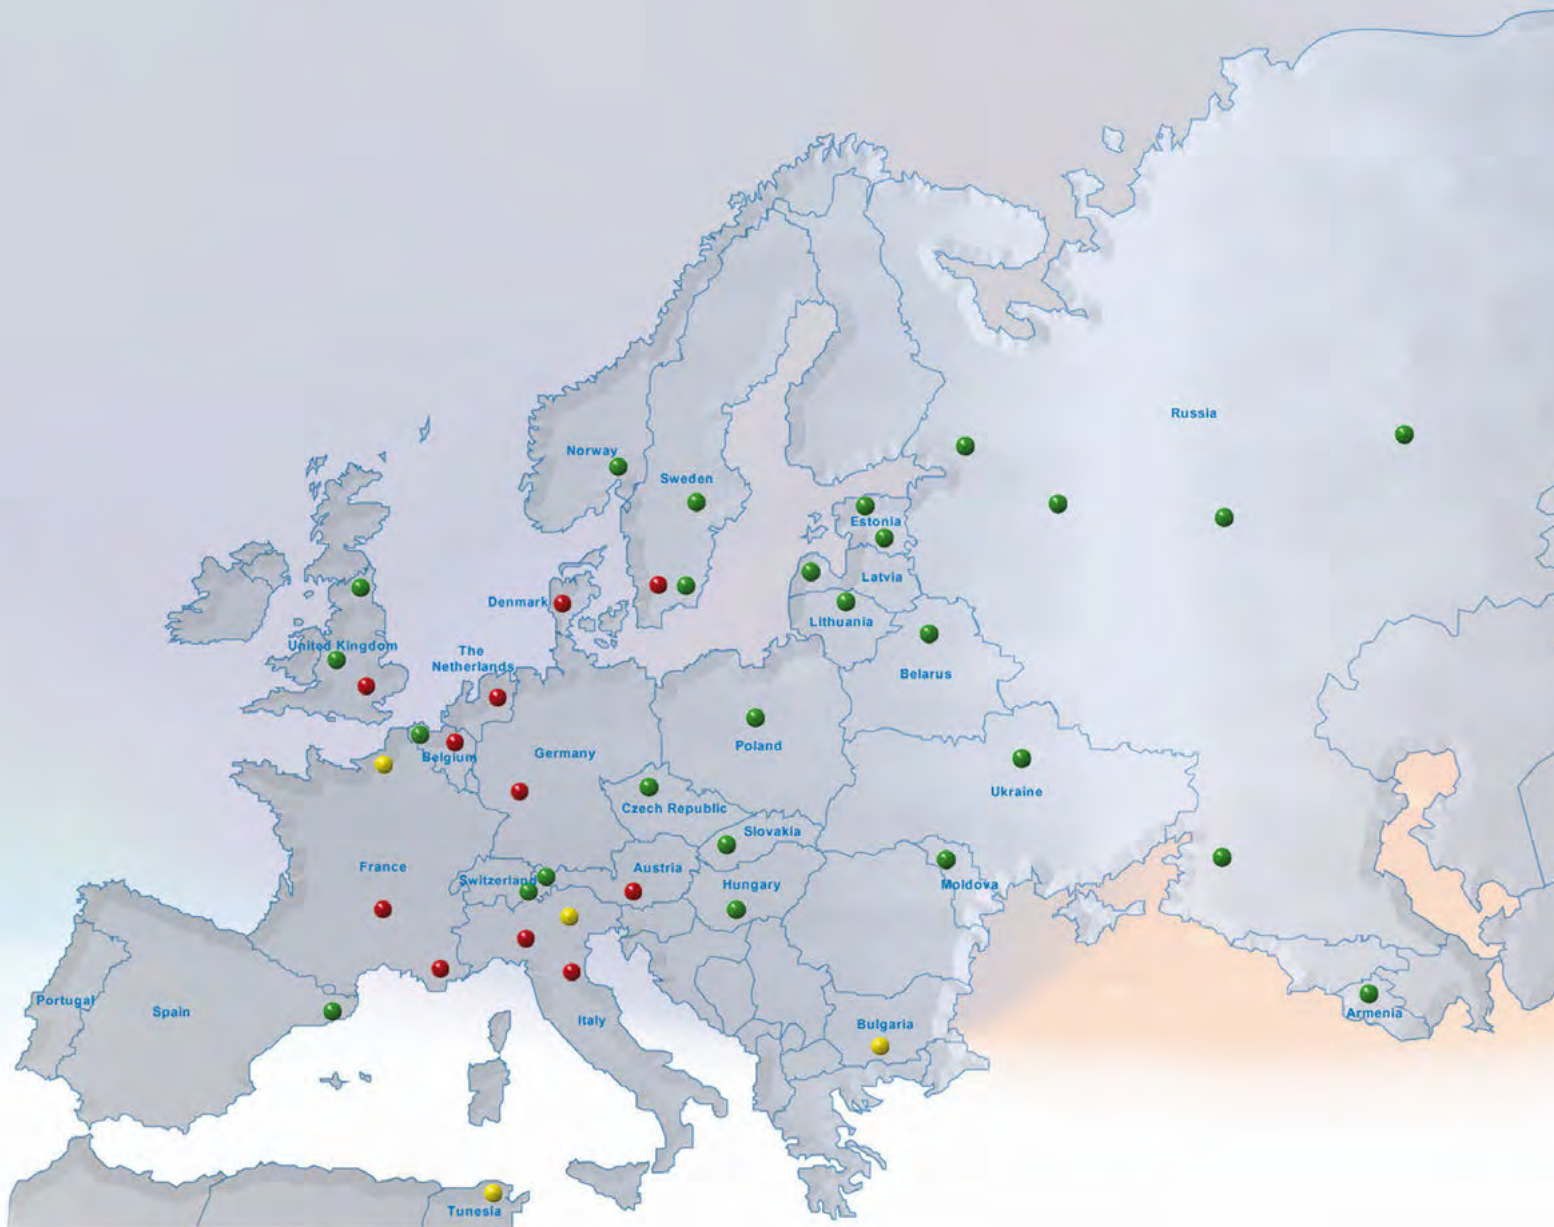 Russia
Norway
Sweden
Estonia
Latvia
Denmark
Lithuania
United Kingdom
The
Netherlands
Belarus
Poland
Germany
Belgium
Ukraine
Czech Republic
Slovakia
France
Austria
Switzerland
Hungary
Moldova
Portugal
Spain
Armenia
Italy
Bulgaria
Tunesia